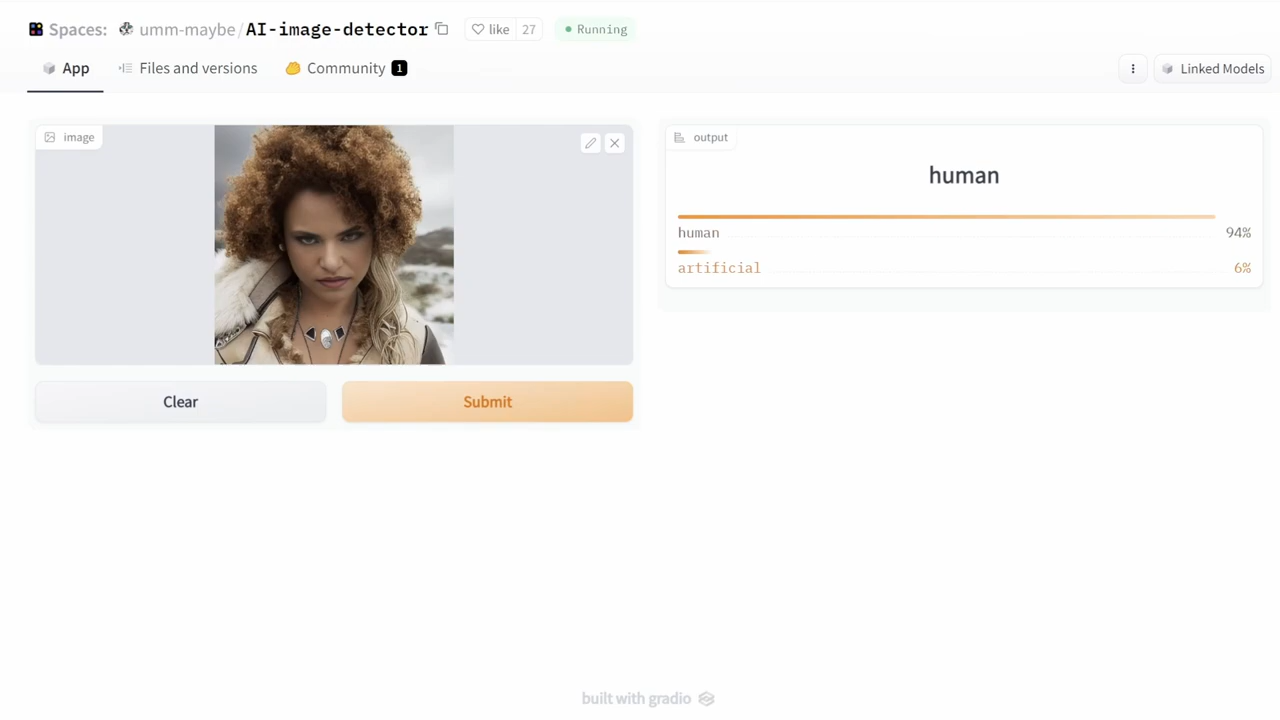 Spaces: umm-maybe/AI-image-detector like 27 Running
App Files and versions Community 1 Linked Models
image
output
human
human 94%
artificial 6%
Clear Submit
built with gradio